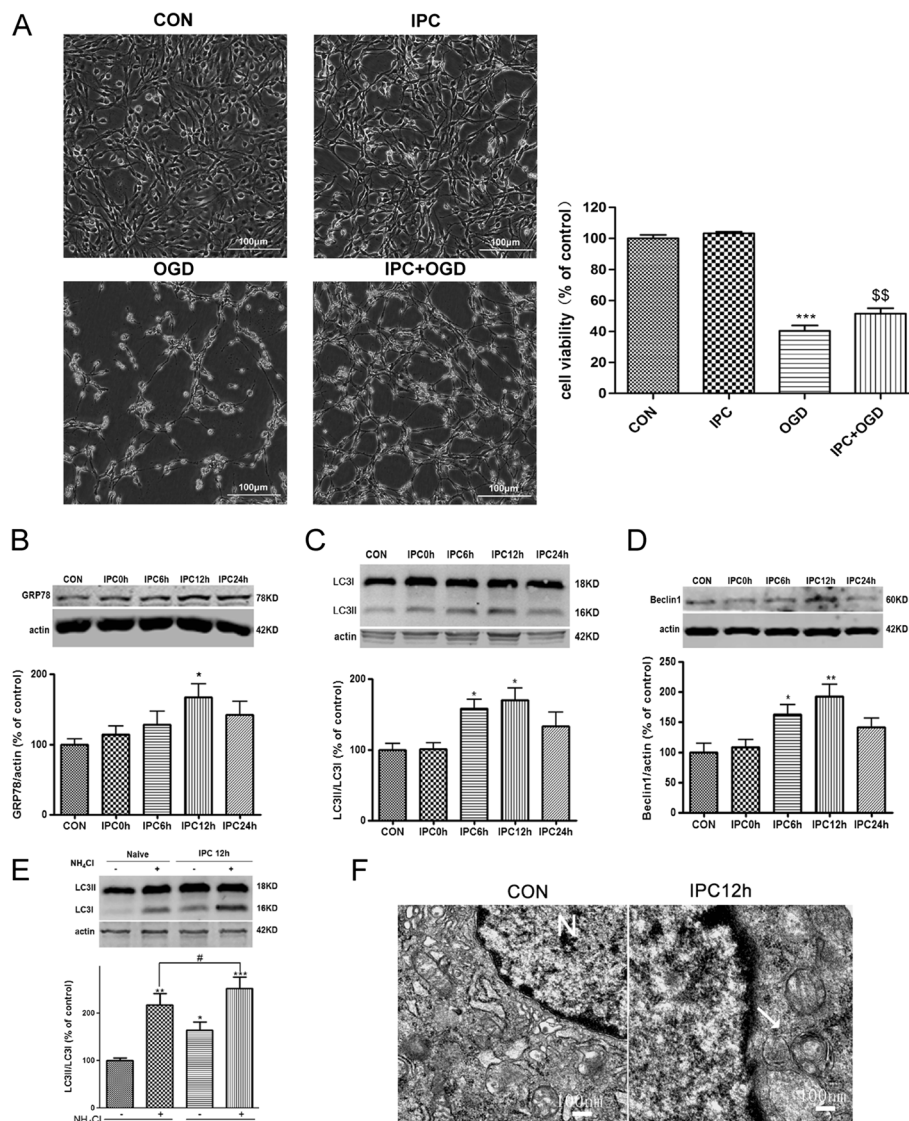 A
CON
IPC
100μm
100μm
OGD
IPC+OGD
100μm
100μm
cell viability (% of control)
120
100
80
60
40
20
0
***
$$
CON
IPC
OGD
IPC+OGD
B
CON IPC0h IPC6h IPC12h IPC24h
GRP78 78KD
actin 42KD
GRP78/actin (% of control)
200
100
0
*
CON IPC0h IPC6h IPC12h IPC24h
C
CON IPC0h IPC6h IPC12h IPC24h
LC3I 18KD
LC3II 16KD
actin 42KD
LC3II/LC3I (% of control)
200
100
0
* *
CON IPC0h IPC6h IPC12h IPC24h
D
CON IPC0h IPC6h IPC12h IPC24h
Beclin1 60KD
actin 42KD
Beclin1/actin (% of control)
250
200
150
100
50
0
* **
CON IPC0h IPC6h IPC12h IPC24h
E
Naive IPC 12h
NH₄Cl - + - +
LC3II 18KD
LC3I 16KD
actin 42KD
LC3II/LC3I (% of control)
200
100
0
#
** * ***
- + - +
NH₄Cl
F
CON IPC12h
N
100nm
100nm